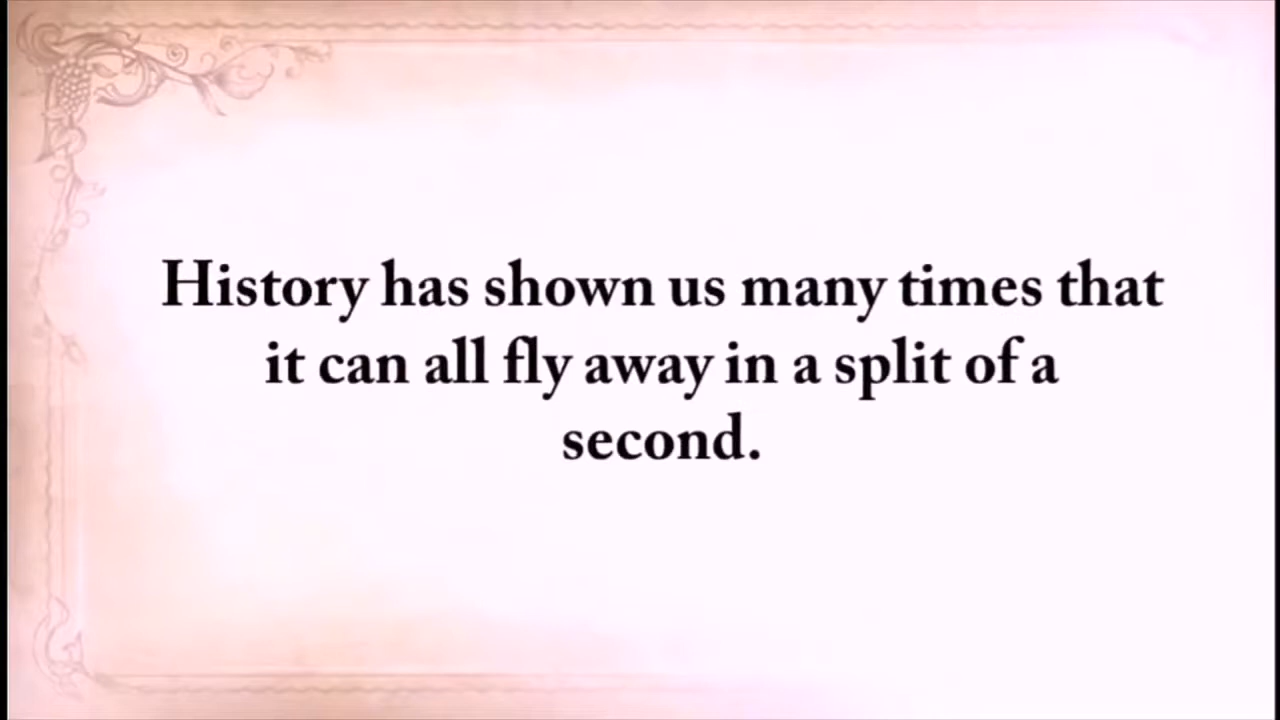 History has shown us many times that
it can all fly away in a split of a
second.